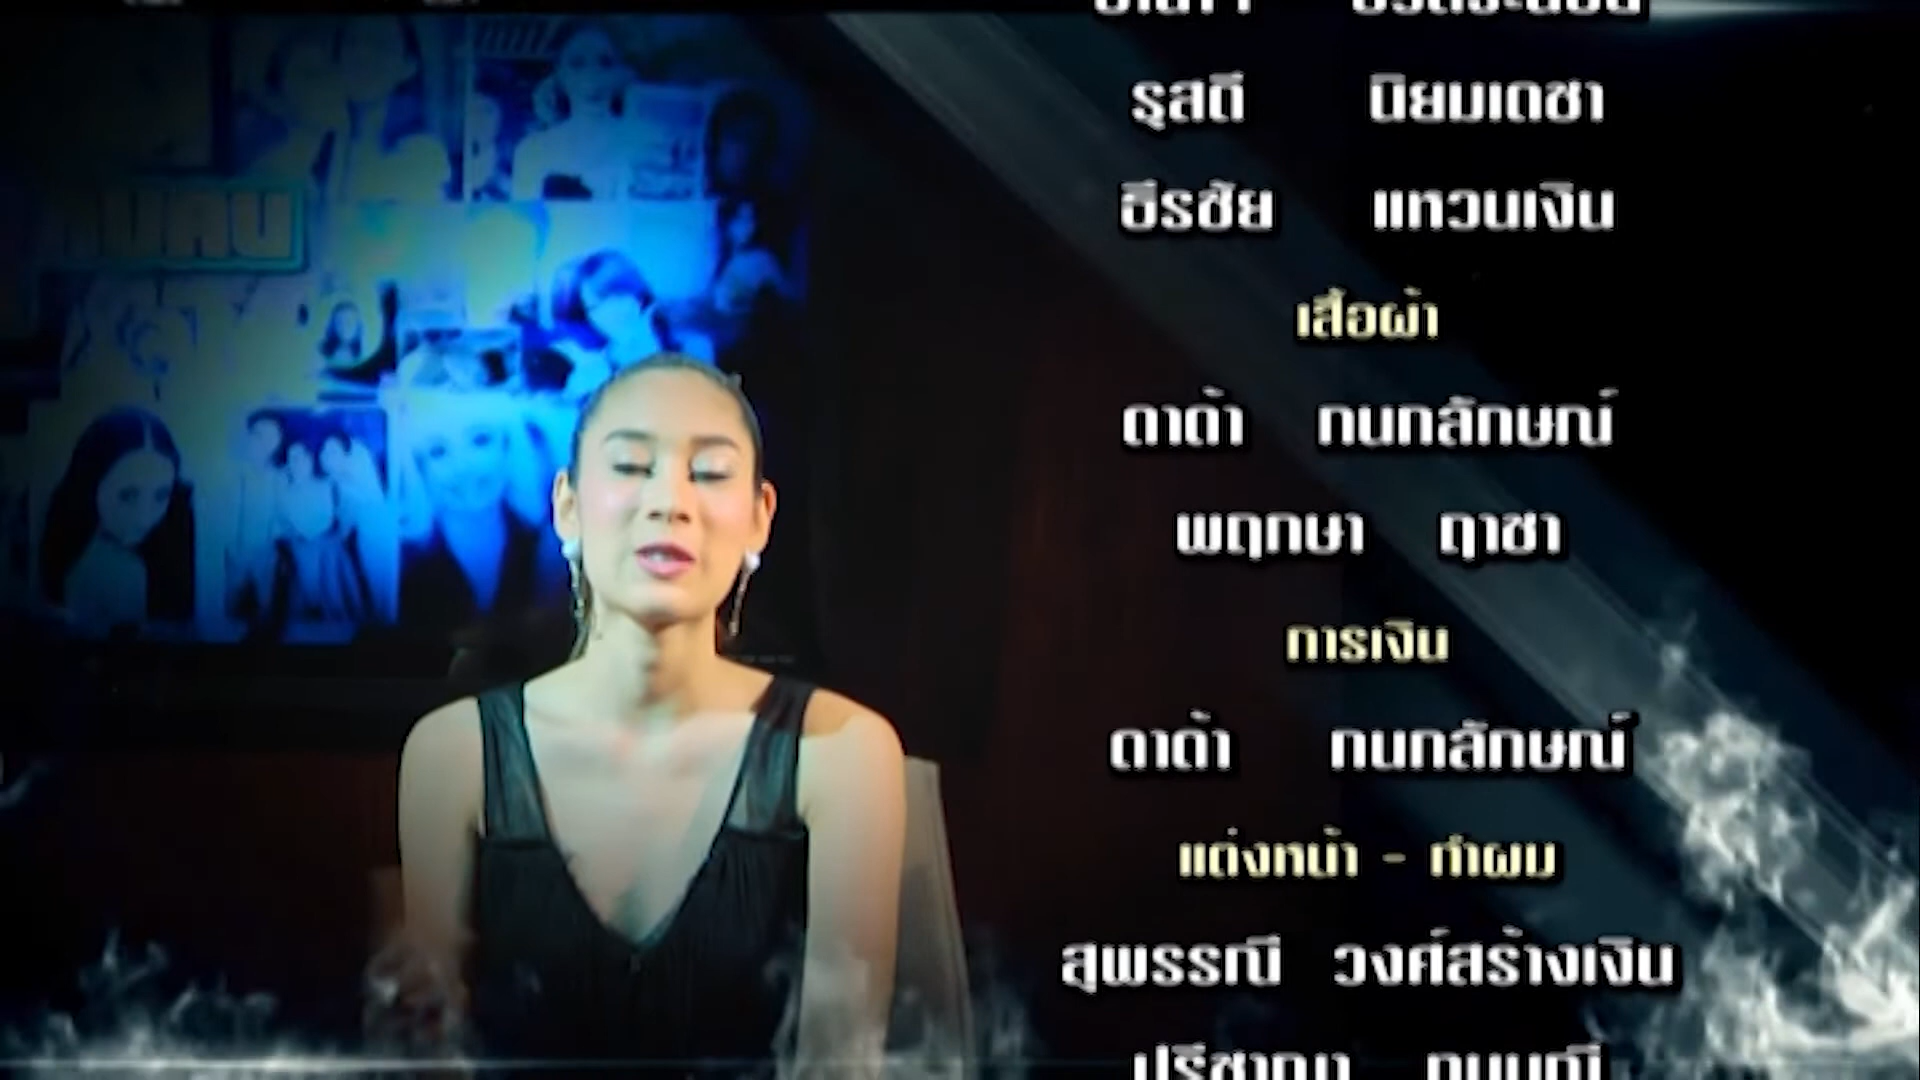 รุสดี นิยมเดชา
ธีรชัย แหวนเงิน
เสื้อผ้า
ดาด้า กนกลักษณ์
พฤกษา ฤาชา
การเงิน
ดาด้า กนกลักษณ์
แต่งหน้า - ทำผม
สุพรรณี วงศ์สร้างเงิน